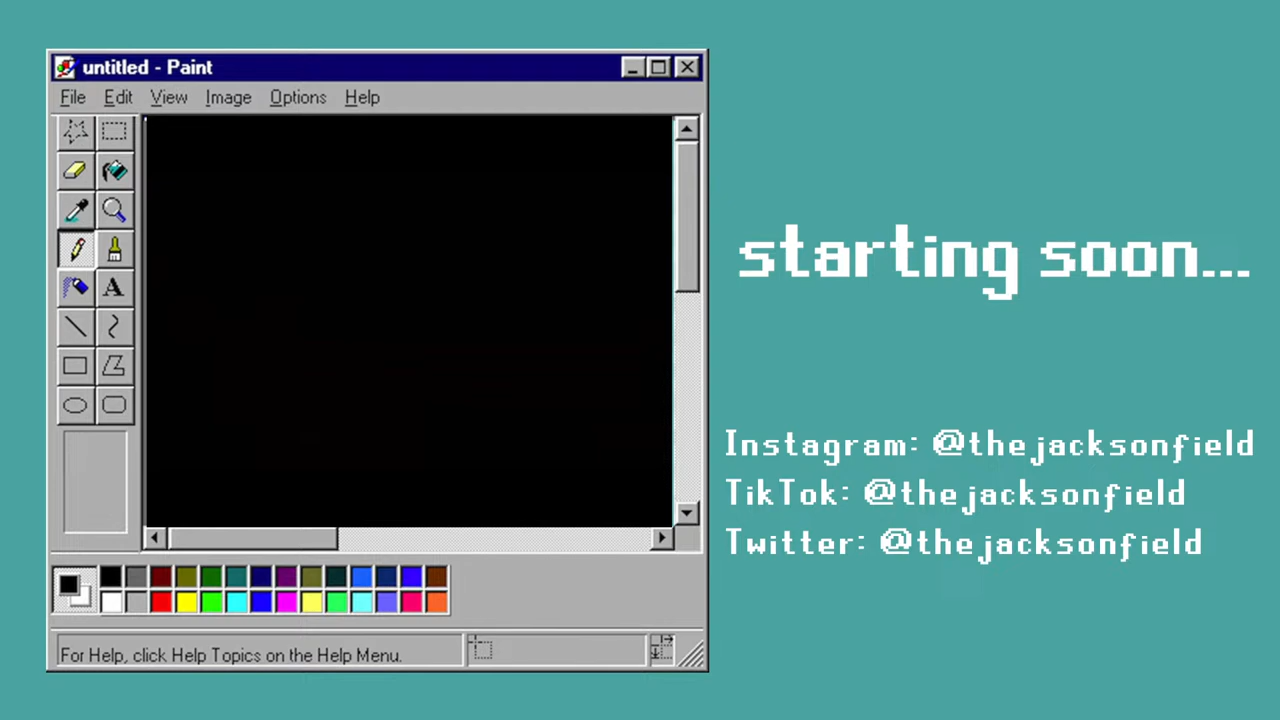 untitled - Paint
File Edit View Image Options Help
A
starting soon...
Instagram: @thejacksonfield
TikTok: @thejacksonfield
Twitter: @thejacksonfield
For Help, click Help Topics on the Help Menu.